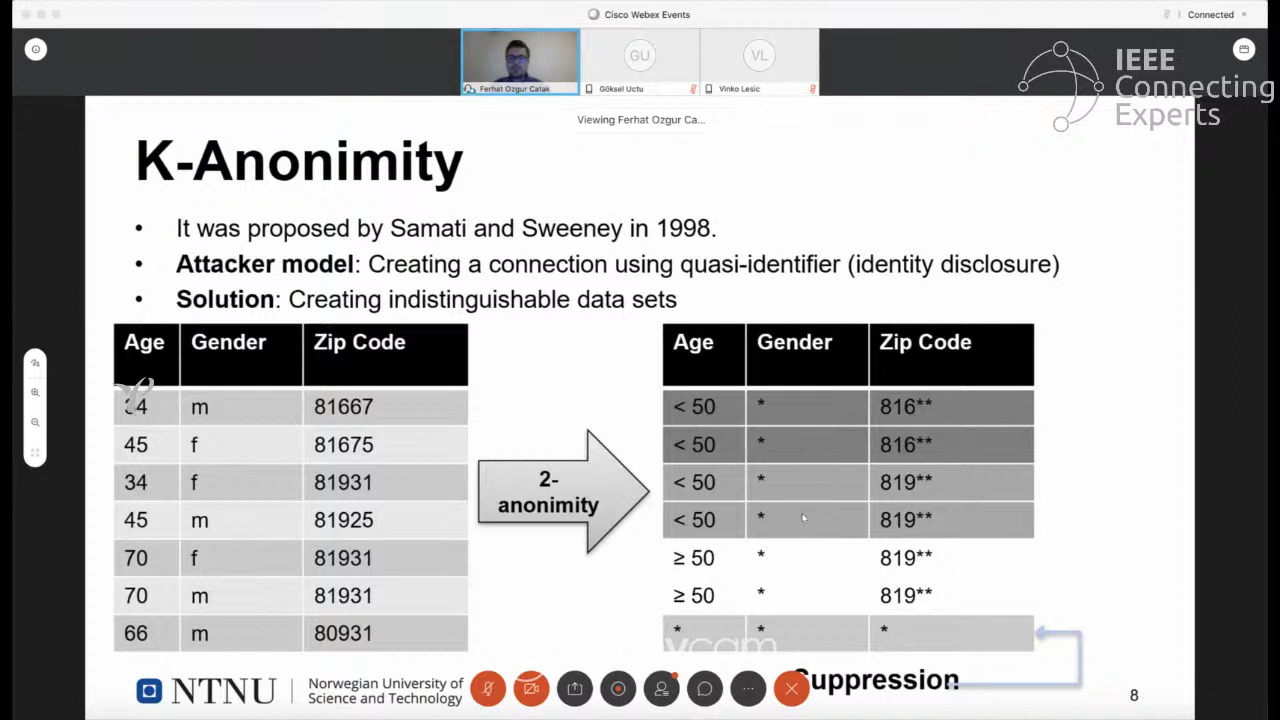 Cisco Webex Events
Connected
IEEE
Connecting
Experts
GU
VL
Ferhat Ozgur Catak
Göksel Uctu
Vinko Lesic
Viewing Ferhat Ozgur Ca...
K-Anonimity
• It was proposed by Samati and Sweeney in 1998.
• Attacker model: Creating a connection using quasi-identifier (identity disclosure)
• Solution: Creating indistinguishable data sets
Age Gender Zip Code
34 m 81667
45 f 81675
34 f 81931
45 m 81925
70 f 81931
70 m 81931
66 m 80931
2-
anonimity
Age Gender Zip Code
< 50 * 816**
< 50 * 816**
< 50 * 819**
< 50 * 819**
≥ 50 * 819**
≥ 50 * 819**
* * *
Suppression
NTNU
Norwegian University of
Science and Technology
8